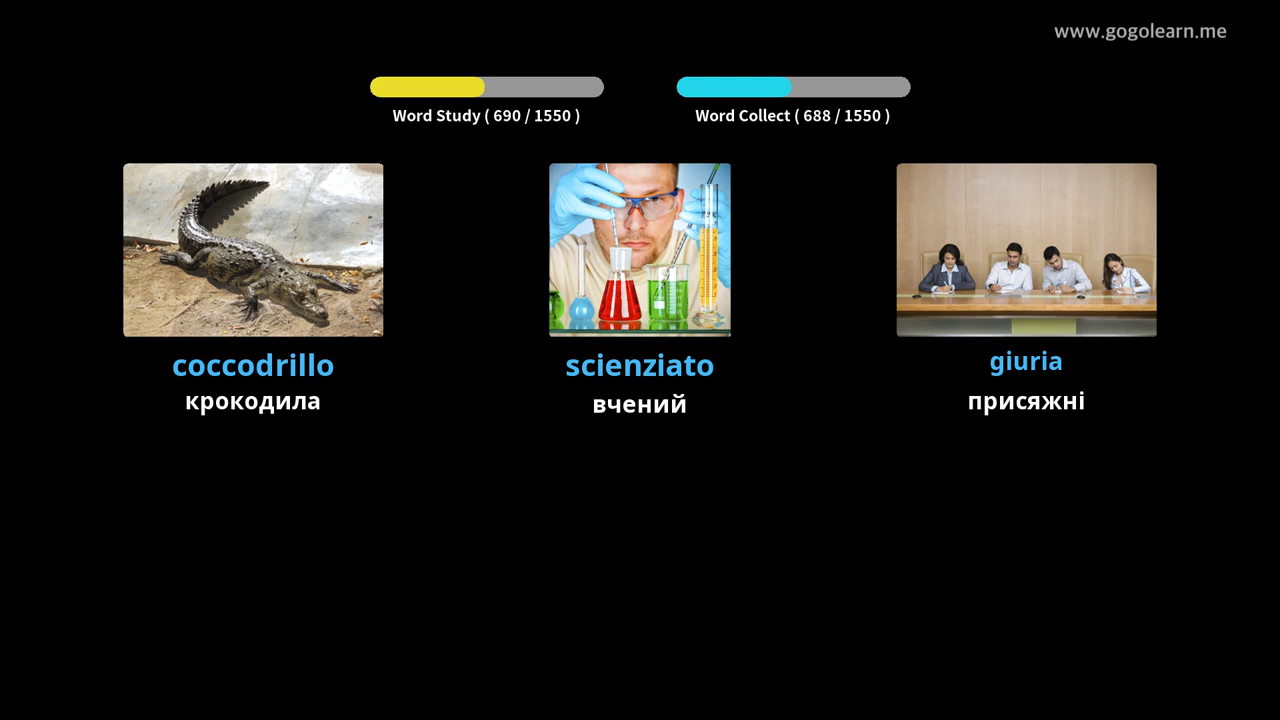 www.gogolearn.me
Word Study ( 690 / 1550 )
Word Collect ( 688 / 1550 )
coccodrillo
крокодила
scienziato
вчений
giuria
присяжні